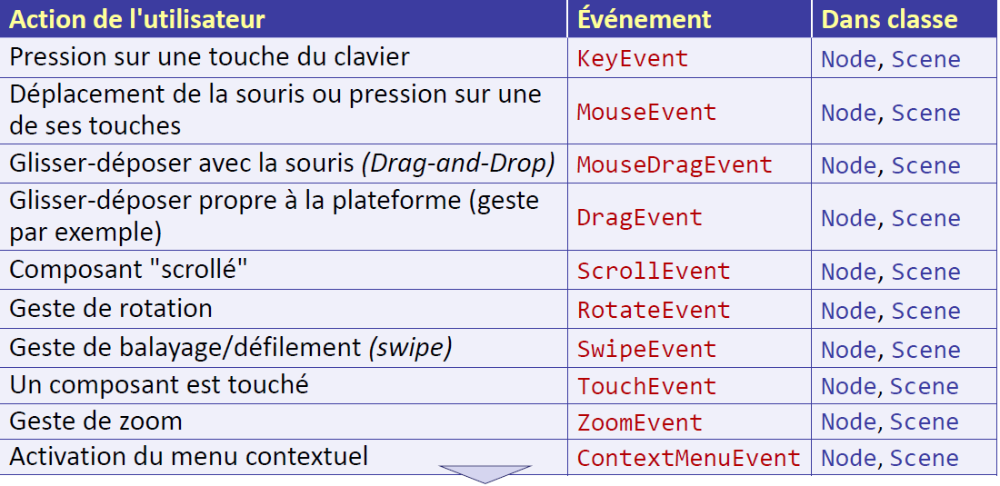 Action de l'utilisateur Événement Dans classe
Pression sur une touche du clavier KeyEvent Node, Scene
Déplacement de la souris ou pression sur une
de ses touches MouseEvent Node, Scene
Glisser-déposer avec la souris (Drag-and-Drop) MouseDragEvent Node, Scene
Glisser-déposer propre à la plateforme (geste
par exemple) DragEvent Node, Scene
Composant "scrollé" ScrollEvent Node, Scene
Geste de rotation RotateEvent Node, Scene
Geste de balayage/défilement (swipe) SwipeEvent Node, Scene
Un composant est touché TouchEvent Node, Scene
Geste de zoom ZoomEvent Node, Scene
Activation du menu contextuel ContextMenuEvent Node, Scene